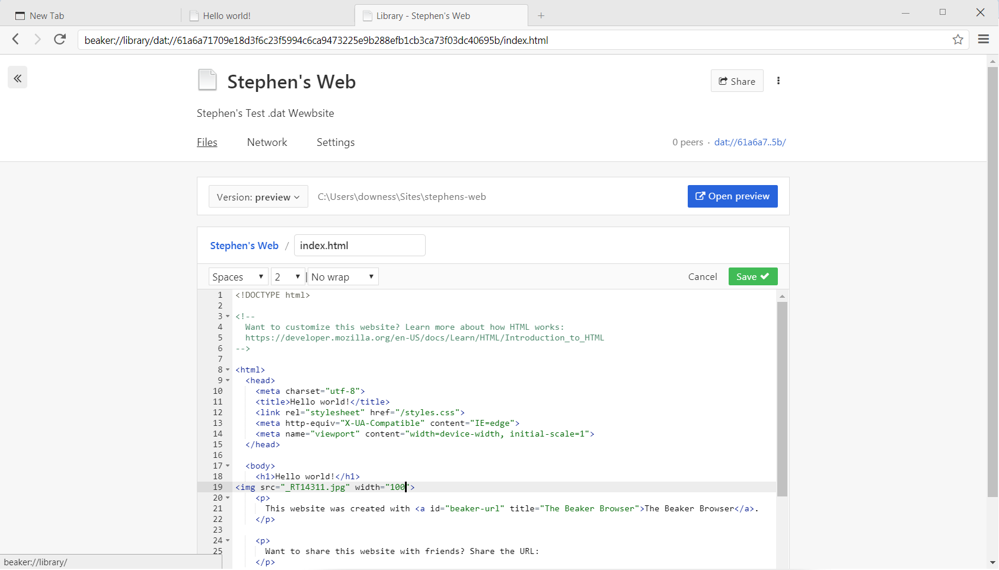 New Tab
Hello world!
Library - Stephen's Web
beaker://library/dat://61a6a71709e18d3f6c23f5994c6ca9473225e9b288efb1cb3ca73f03dc40695b/index.html
Stephen's Web
Share
Stephen's Test .dat Wewbsite
Files Network Settings
0 peers · dat://61a6a7..5b/
Version: preview
C:\Users\downess\Sites\stephens-web
Open preview
Stephen's Web / index.html
Spaces 2 No wrap
Cancel
Save
1 <!DOCTYPE html>
2
3 <!--
4 Want to customize this website? Learn more about how HTML works:
5 https://developer.mozilla.org/en-US/docs/Learn/HTML/Introduction_to_HTML
6 -->
7
8 <html>
9 <head>
10 <meta charset="utf-8">
11 <title>Hello world!</title>
12 <link rel="stylesheet" href="/styles.css">
13 <meta http-equiv="X-UA-Compatible" content="IE=edge">
14 <meta name="viewport" content="width=device-width, initial-scale=1">
15 </head>
16
17 <body>
18 <h1>Hello world!</h1>
19 <img src="_RT14311.jpg" width="100">
20 <p>
21 This website was created with <a id="beaker-url" title="The Beaker Browser">The Beaker Browser</a>.
22 </p>
23
24 <p>
25 Want to share this website with friends? Share the URL:
</p>
beaker://library/